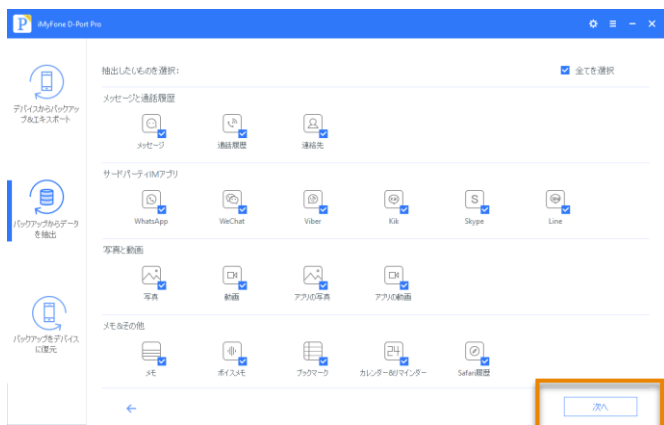 iMyFone D-Port Pro
抽出したいものを選択:
全てを選択
デバイスからバックアッ
プ&エキスポート
メッセージと通話履歴
メッセージ
通話履歴
連絡先
サードパーティIMアプリ
WhatsApp
WeChat
Viber
Kik
Skype
Line
バックアップからデータ
を抽出
写真と動画
写真
動画
アプリの写真
アプリの動画
バックアップをデバイス
に復元
メモ&その他
24
メモ
ボイスメモ
ブックマーク
カレンダー&リマインダー
Safari履歴
次へ